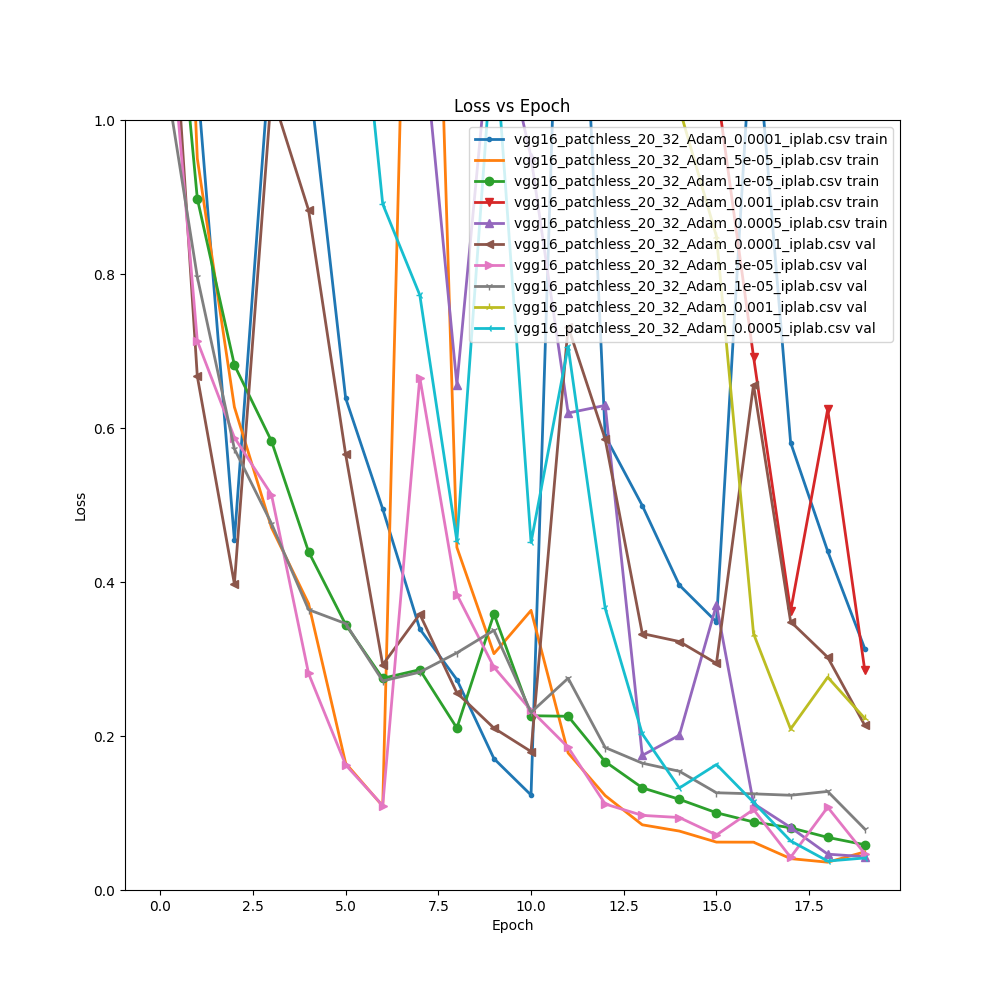 Loss vs Epoch
1.0
0.8
0.6
0.4
0.2
0.0
Loss
vgg16_patchless_20_32_Adam_0.0001_iplab.csv train
vgg16_patchless_20_32_Adam_5e-05_iplab.csv train
vgg16_patchless_20_32_Adam_1e-05_iplab.csv train
vgg16_patchless_20_32_Adam_0.001_iplab.csv train
vgg16_patchless_20_32_Adam_0.0005_iplab.csv train
vgg16_patchless_20_32_Adam_0.0001_iplab.csv val
vgg16_patchless_20_32_Adam_5e-05_iplab.csv val
vgg16_patchless_20_32_Adam_1e-05_iplab.csv val
vgg16_patchless_20_32_Adam_0.001_iplab.csv val
vgg16_patchless_20_32_Adam_0.0005_iplab.csv val
0.0 2.5 5.0 7.5 10.0 12.5 15.0 17.5
Epoch